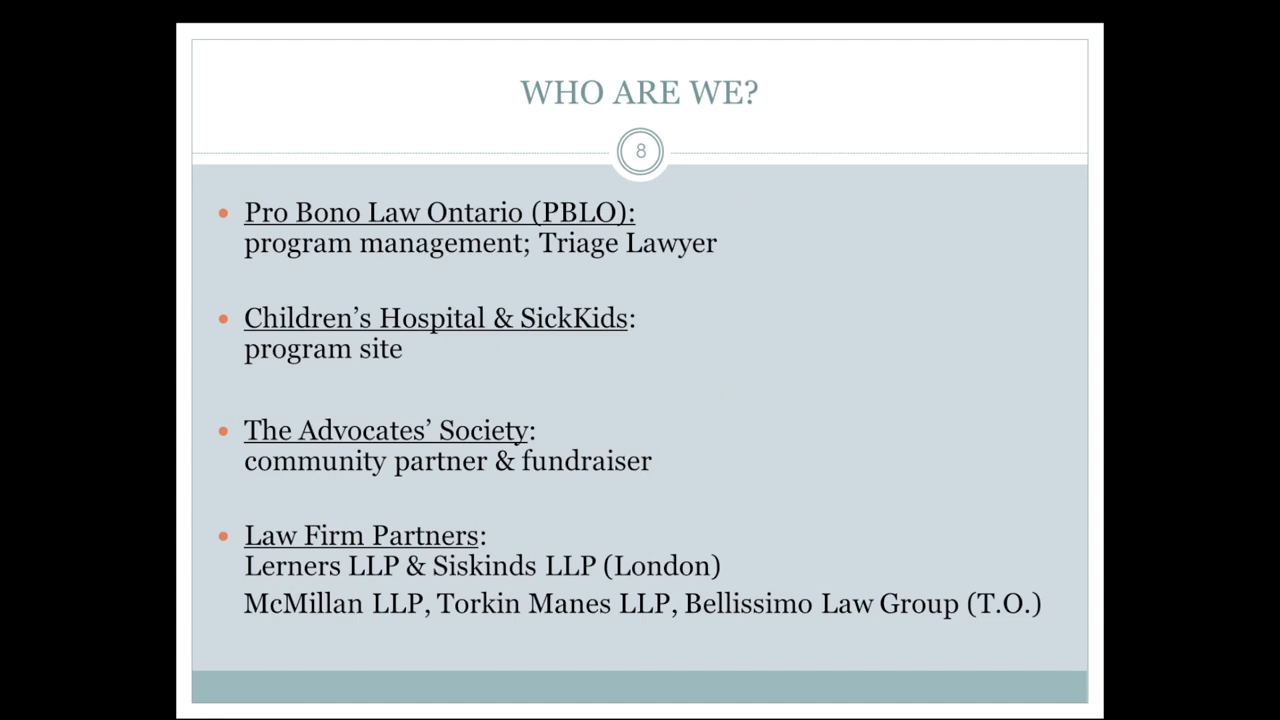 WHO ARE WE?
8
• Pro Bono Law Ontario (PBLO):
program management; Triage Lawyer
• Children’s Hospital & SickKids:
program site
• The Advocates’ Society:
community partner & fundraiser
• Law Firm Partners:
Lerners LLP & Siskinds LLP (London)
McMillan LLP, Torkin Manes LLP, Bellissimo Law Group (T.O.)